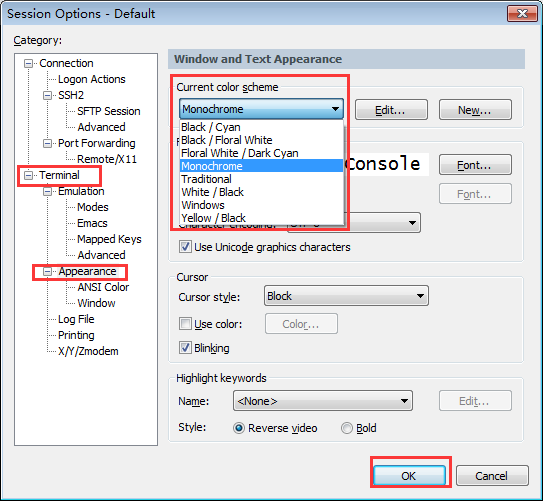 Session Options - Default
Category:
Connection
Logon Actions
SSH2
SFTP Session
Advanced
Port Forwarding
Remote/X11
Terminal
Emulation
Modes
Emacs
Mapped Keys
Advanced
Appearance
ANSI Color
Window
Log File
Printing
X/Y/Zmodem
Window and Text Appearance
Current color scheme
Monochrome
Edit...
New...
Black / Cyan
Black / Floral White
Floral White / Dark Cyan
Monochrome
Traditional
White / Black
Windows
Yellow / Black
Console
Font...
Font...
Use Unicode graphics characters
Cursor
Cursor style:
Block
Use color:
Color...
Blinking
Highlight keywords
Name:
<None>
Edit...
Style:
Reverse video
Bold
OK
Cancel